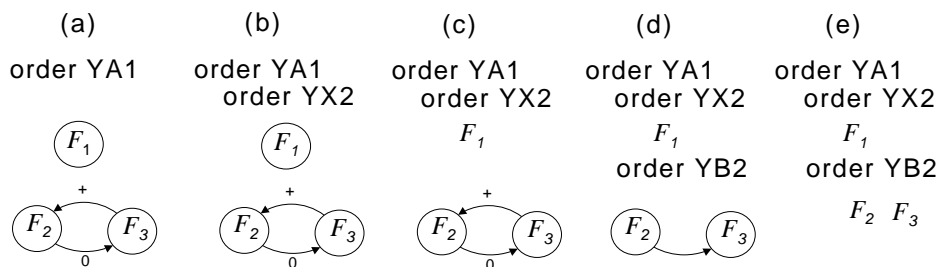 (a) (b) (c) (d) (e)
order YA1 order YA1 order YA1 order YA1 order YA1
order YX2 order YX2 order YX2 order YX2
F1 F1 F1 F1 F1
order YB2 order YB2
+ + +
F2 F3 F2 F3 F2 F3 F2 F3 F2 F3
0 0 0